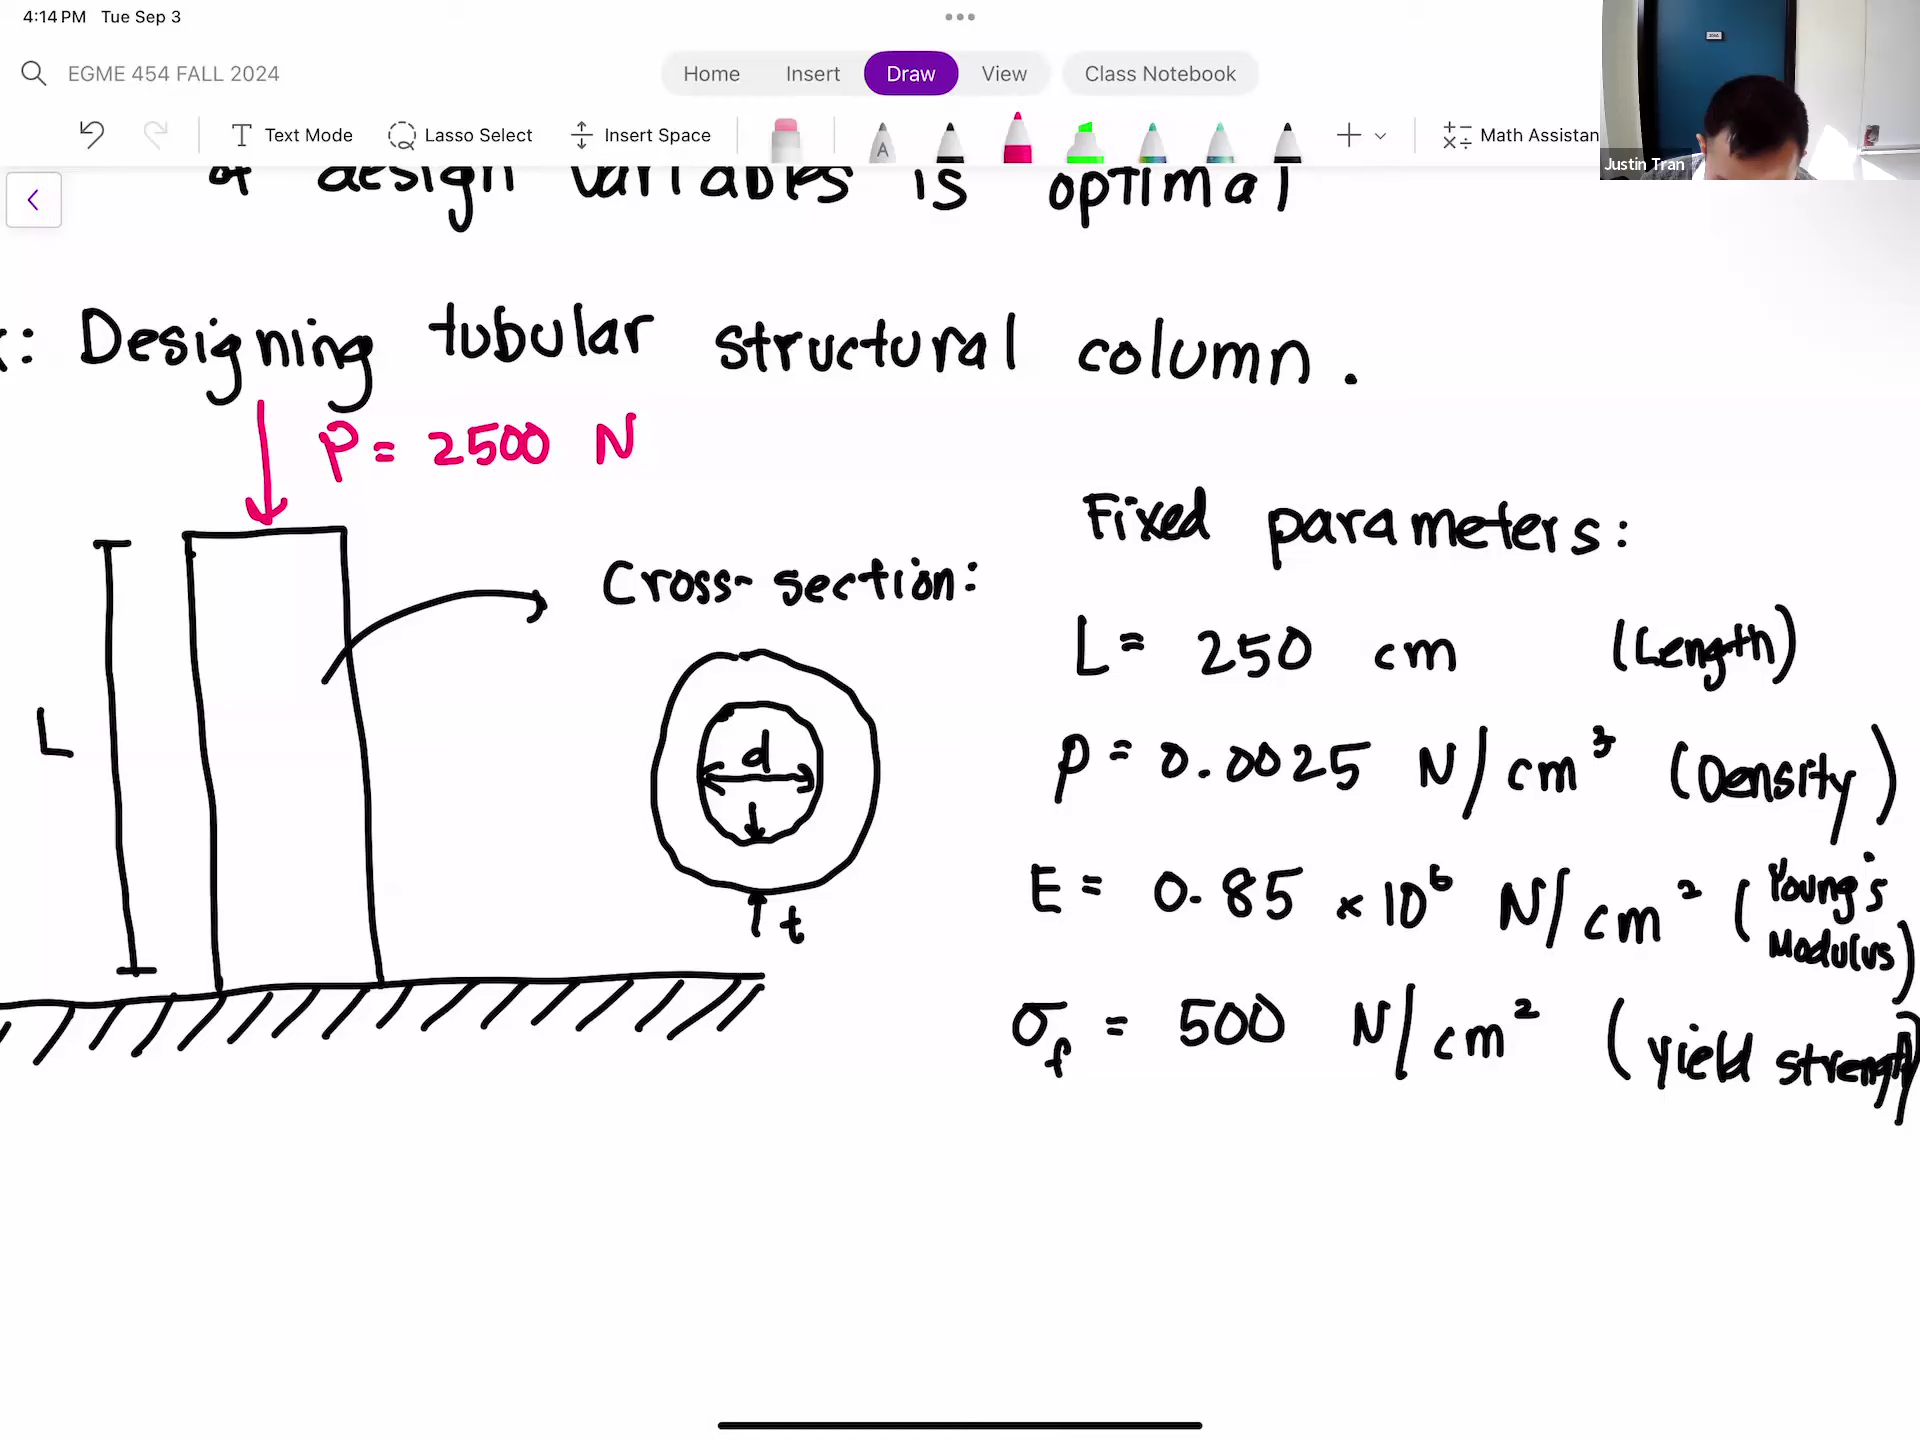 4:14 PM Tue Sep 3
EGME 454 FALL 2024
Home Insert Draw View Class Notebook
Text Mode Lasso Select Insert Space A Math Assistan
Justin Tran
of design variables is optimal
: Designing tubular structural column.
P = 2500 N
Cross-section:
L
d
t
Fixed parameters:
L = 250 cm (Length)
ρ = 0.0025 N/cm³ (Density)
E = 0.85 × 10⁶ N/cm² (Young's Modulus)
σf = 500 N/cm² (yield strength)